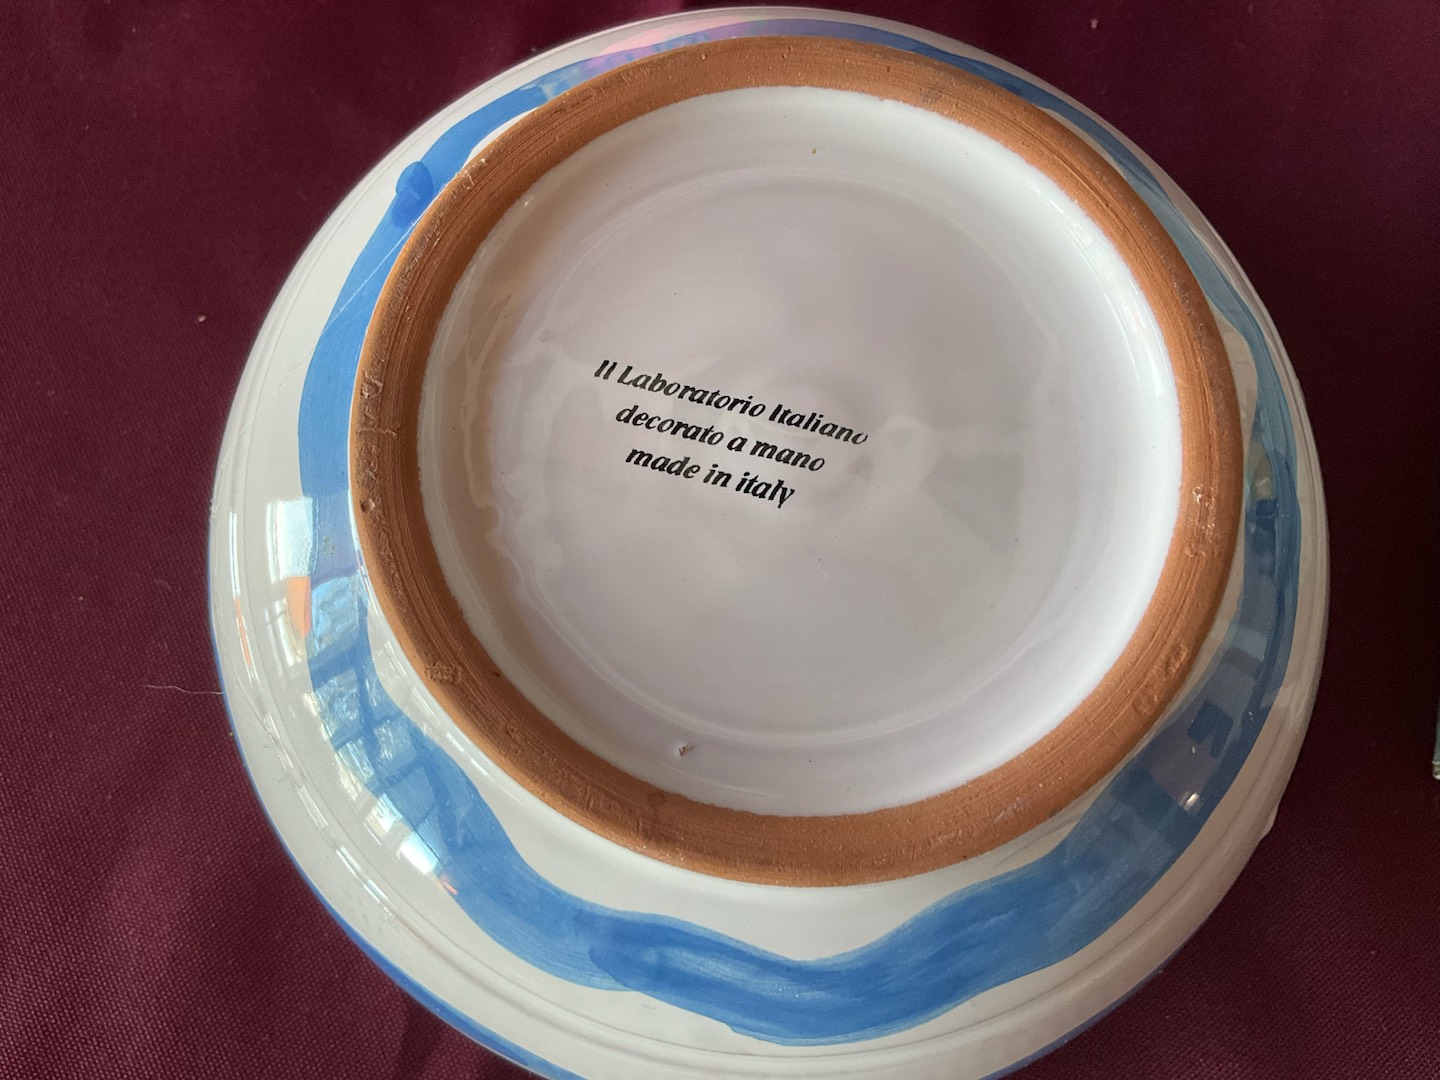 Il Laboratorio Italiano
decorato a mano
made in italy